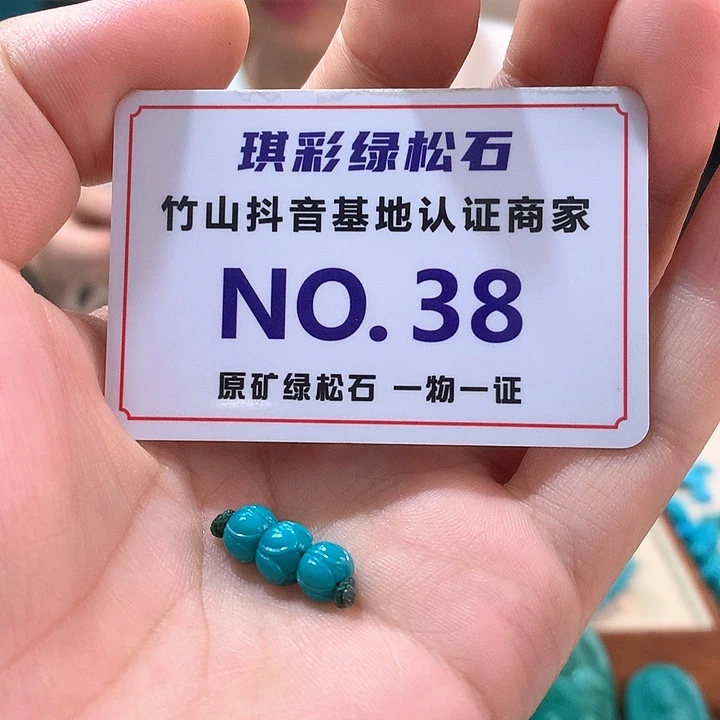 琪彩绿松石
竹山抖音基地认证商家
NO. 38
原矿绿松石 一物一证